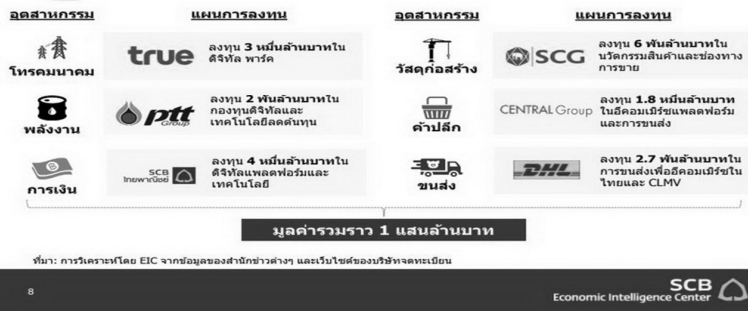 อุตสาหกรรม
แผนการลงทุน
โทรคมนาคม
true
ลงทุน 3 หมื่นล้านบาทใน
ดิจิทัล พาร์ค
พลังงาน
ptt
Group
ลงทุน 2 พันล้านบาทใน
กองทุนดิจิทัลและ
เทคโนโลยีลดต้นทุน
การเงิน
SCB
ไทยพาณิชย์
ลงทุน 4 หมื่นล้านบาทใน
ดิจิทัลแพลตฟอร์มและ
เทคโนโลยี
อุตสาหกรรม
แผนการลงทุน
วัสดุก่อสร้าง
SCG
ลงทุน 6 พันล้านบาทใน
นวัตกรรมสินค้าและช่องทาง
การขาย
ค้าปลีก
CENTRAL Group
ลงทุน 1.8 หมื่นล้านบาท
ในอีคอมเมิร์ซแพลตฟอร์ม
และการขนส่ง
ขนส่ง
DHL
ลงทุน 2.7 พันล้านบาทใน
การขนส่งเพื่ออีคอมเมิร์ซใน
ไทยและ CLMV
มูลค่ารวมราว 1 แสนล้านบาท
ที่มา: การวิเคราะห์โดย EIC จากข้อมูลของสำนักข่าวต่างๆ และเว็บไซต์ของบริษัทจดทะเบียน
8
SCB
Economic Intelligence Center